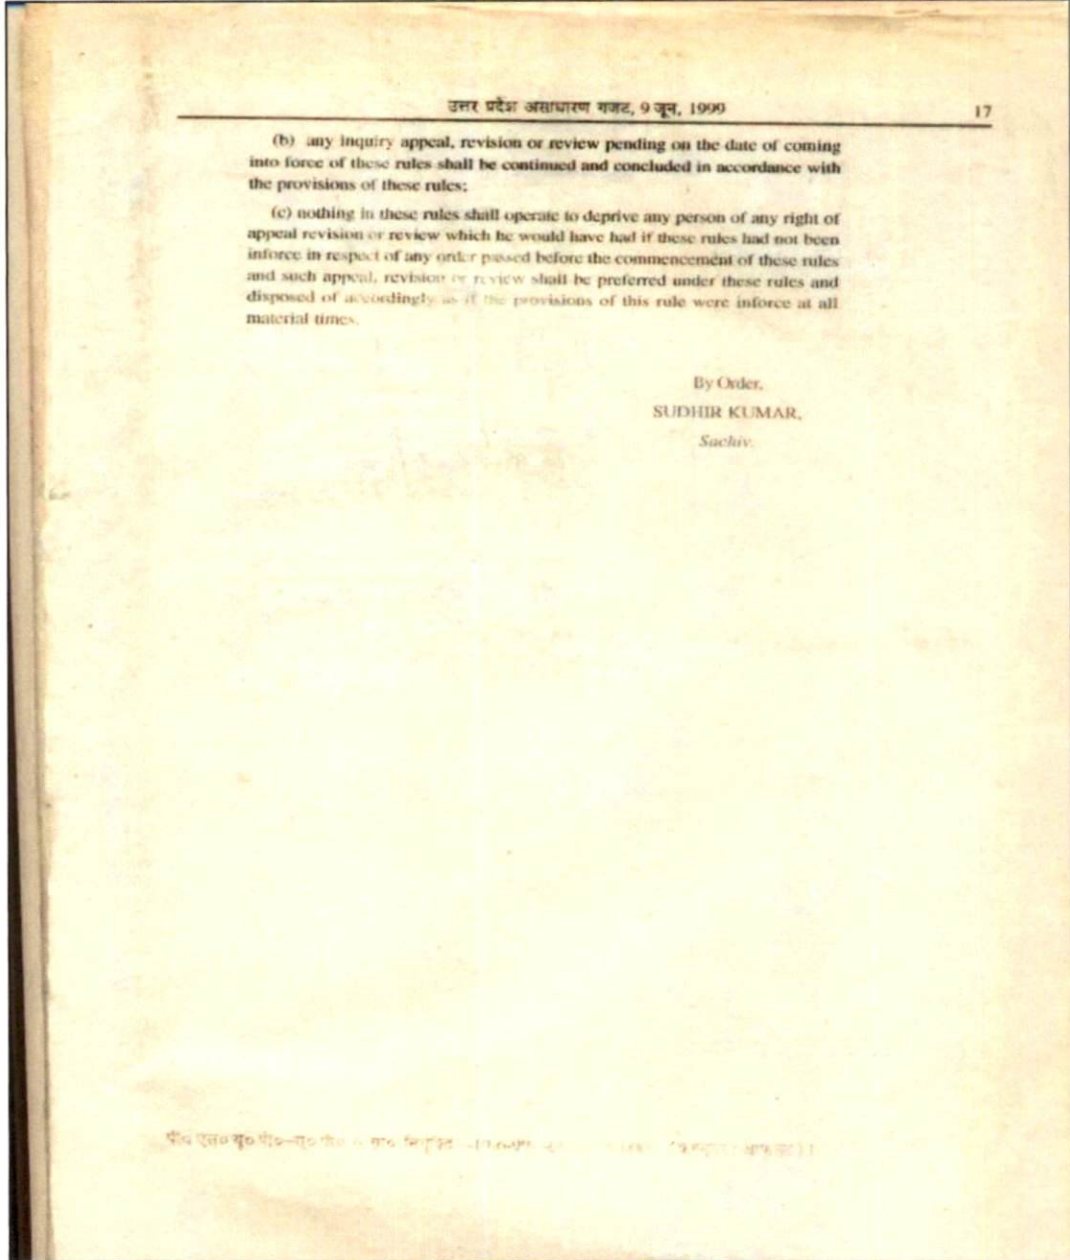 उत्तर प्रदेश असाधारण गजट, 9 जून, 1999 17
(b) any inquiry appeal, revision or review pending on the date of coming
into force of these rules shall be continued and concluded in accordance with
the provisions of these rules;
(c) nothing in these rules shall operate to deprive any person of any right of
appeal revision or review which he would have had if these rules had not been
inforce in respect of any order passed before the commencement of these rules
and such appeal, revision or review shall be preferred under these rules and
disposed of accordingly as if the provisions of this rule were inforce at all
material times.
By Order,
SUDHIR KUMAR,
Sachiv.
पी० एस० यू० पी०—यू० पी०